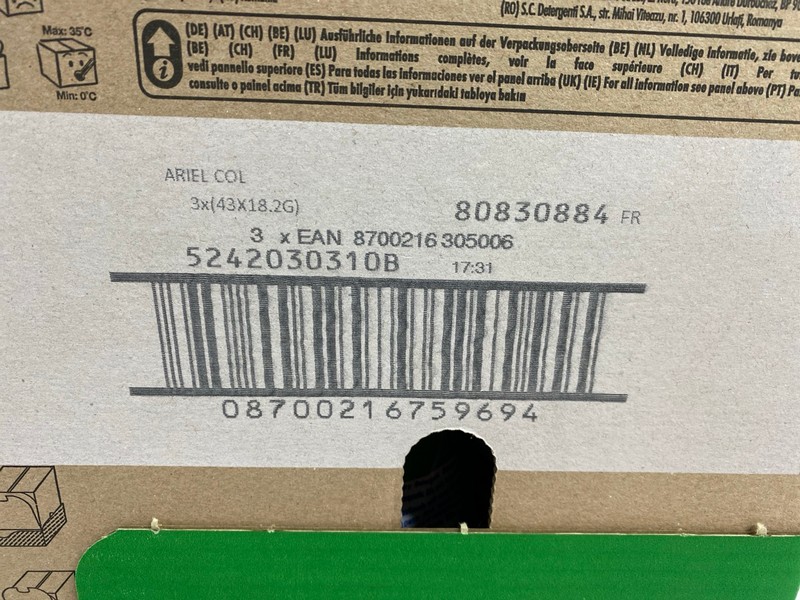 (RO) S.C. Detergenti S.A., str. Mihai Viteazu, nr. 1, 106300 Urlați, Romanya
Max: 35°C
Min: 0°C
(DE) (AT) (CH) (BE) (LU) Ausführliche Informationen auf der Verpackungsoberseite (BE) (NL) Volledige informatie, zie bove
(BE) (CH) (FR) (LU) Informations complètes, voir la face supérieure (CH) (IT) Per tu
vedi pannello superiore (ES) Para todas las informaciones ver el panel arriba (UK) (IE) For all information see panel above (PT) Pa
consulte o painel acima (TR) Tüm bilgiler için yukarıdaki tabloya bakın
ARIEL COL
3x(43X18.2G)
80830884 FR
3 x EAN 8700216305006
5242030310B 17:31
08700216759694